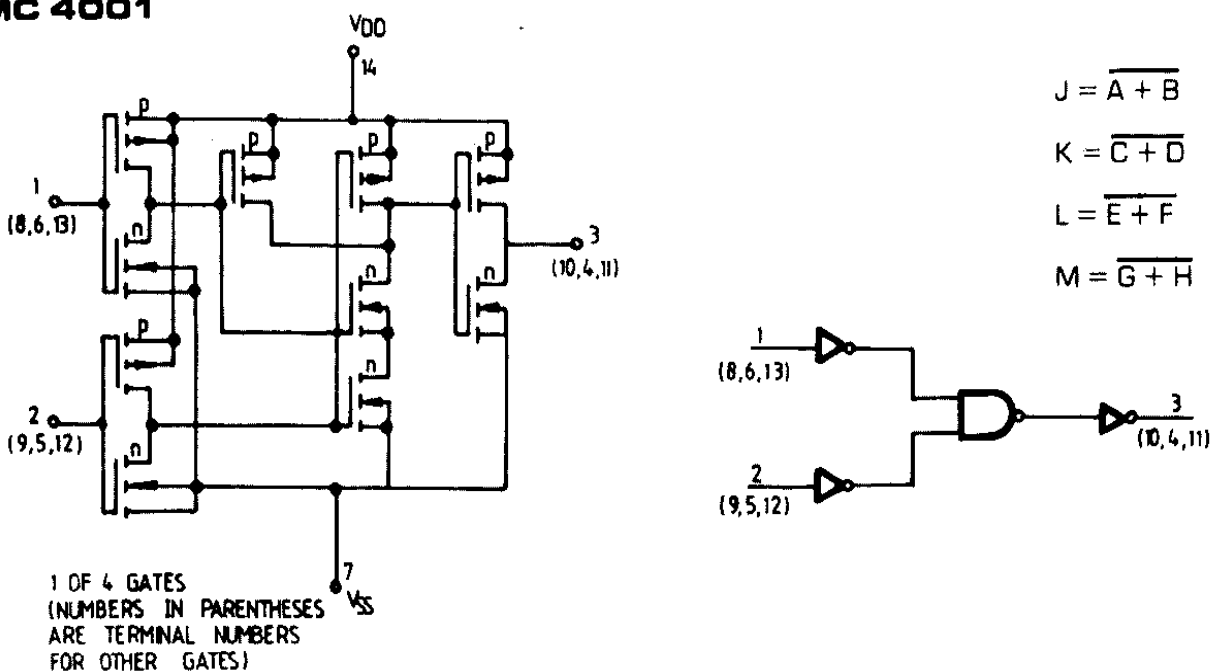 MC 4001
VDD
14
p
p
p
p
1
(8,6,13)
n
3
(10,4,11)
n
n
p
n
2
(9,5,12)
n
7
VSS
1 OF 4 GATES
(NUMBERS IN PARENTHESES
ARE TERMINAL NUMBERS
FOR OTHER GATES)
J = A + B
K = C + D
L = E + F
M = G + H
1
(8,6,13)
2
(9,5,12)
3
(10,4,11)